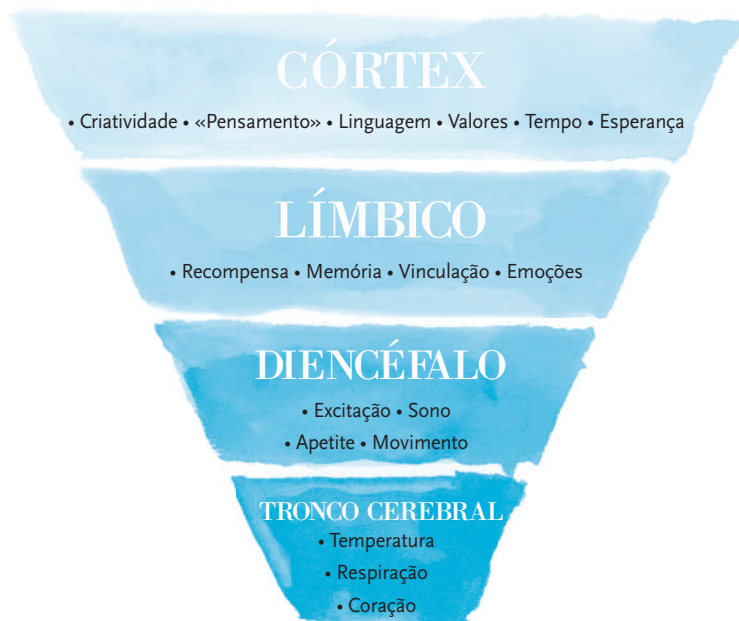 CÓRTEX
• Criatividade • «Pensamento» • Linguagem • Valores • Tempo • Esperança
LÍMBICO
• Recompensa • Memória • Vinculação • Emoções
DIENCÉFALO
• Excitação • Sono
• Apetite • Movimento
TRONCO CEREBRAL
• Temperatura
• Respiração
• Coração